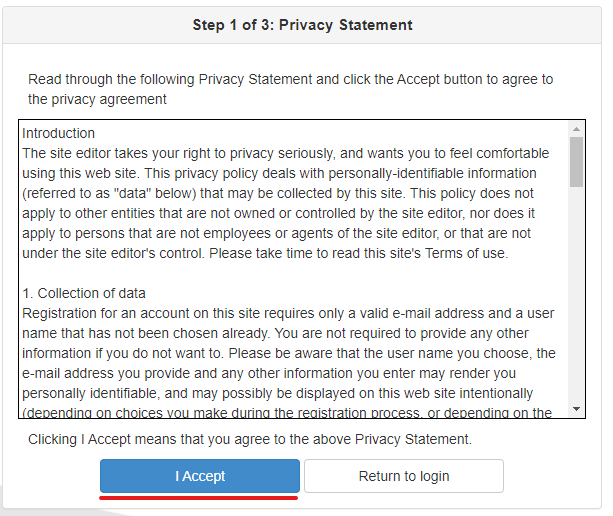 Step 1 of 3: Privacy Statement
Read through the following Privacy Statement and click the Accept button to agree to
the privacy agreement
Introduction
The site editor takes your right to privacy seriously, and wants you to feel comfortable
using this web site. This privacy policy deals with personally-identifiable information
(referred to as "data" below) that may be collected by this site. This policy does not
apply to other entities that are not owned or controlled by the site editor, nor does it
apply to persons that are not employees or agents of the site editor, or that are not
under the site editor's control. Please take time to read this site's Terms of use.
1. Collection of data
Registration for an account on this site requires only a valid e-mail address and a user
name that has not been chosen already. You are not required to provide any other
information if you do not want to. Please be aware that the user name you choose, the
e-mail address you provide and any other information you enter may render you
personally identifiable, and may possibly be displayed on this web site intentionally
(depending on choices you make during the registration process, or depending on the
Clicking I Accept means that you agree to the above Privacy Statement.
I Accept
Return to login